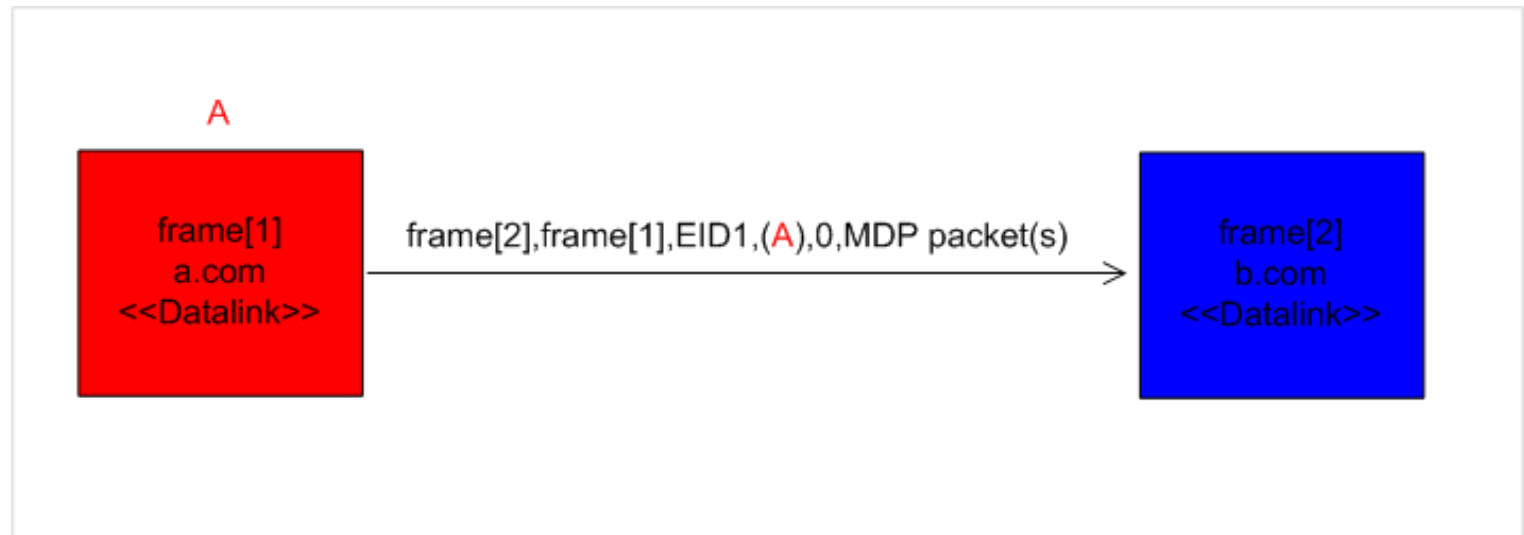 A
frame[1]
a.com
<<Datalink>>
frame[2],frame[1],EID1,(A),0,MDP packet(s)
frame[2]
b.com
<<Datalink>>